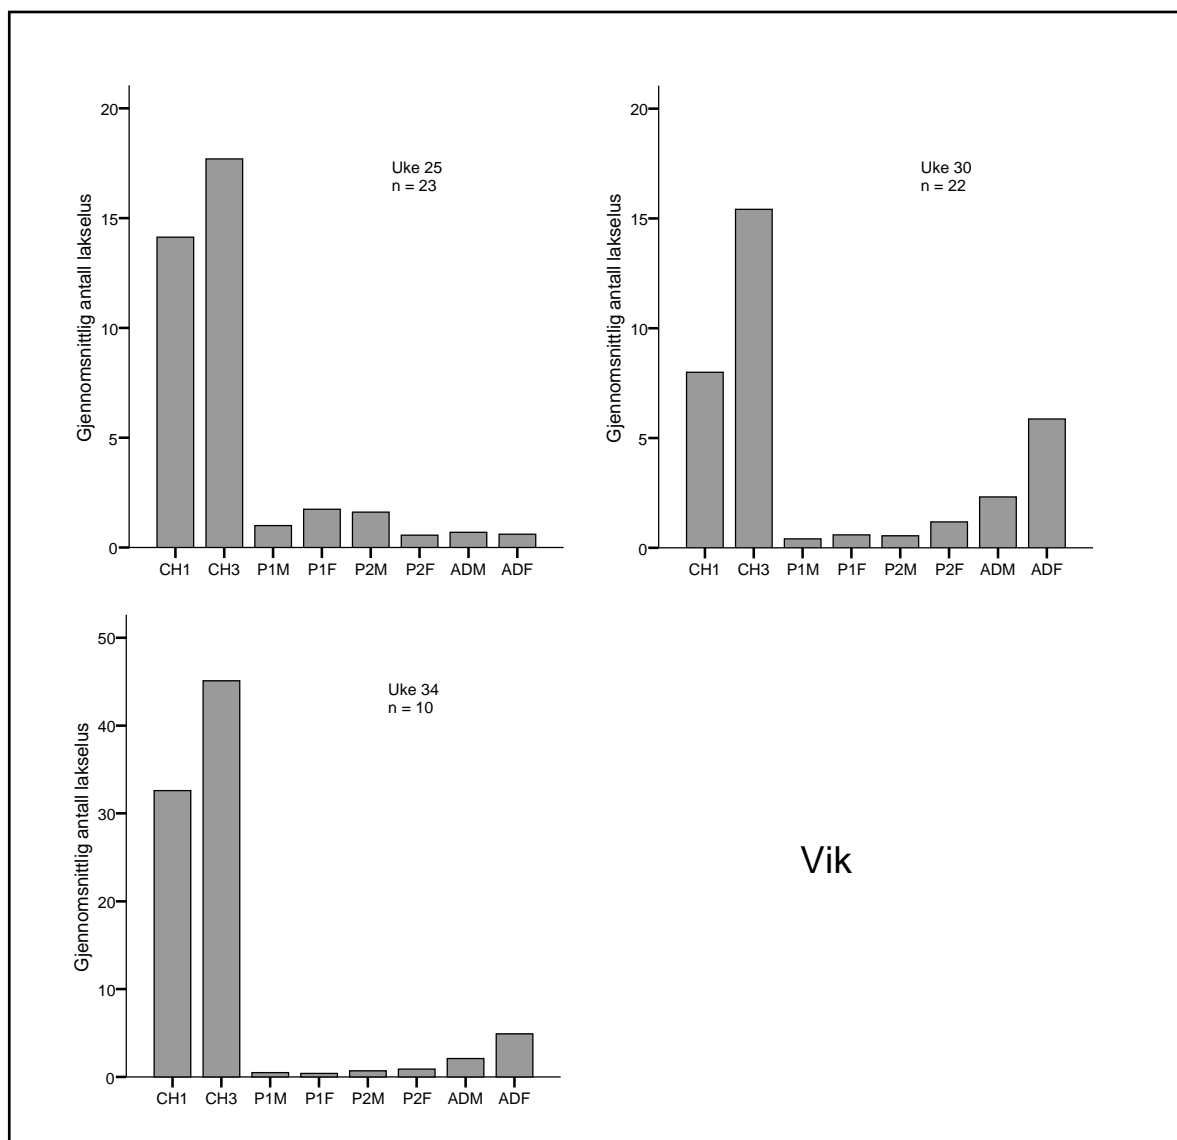 Gjennomsnittlig antall lakselus
20
15
10
5
0
Uke 25
n = 23
CH1 CH3 P1M P1F P2M P2F ADM ADF
Gjennomsnittlig antall lakselus
20
15
10
5
0
Uke 30
n = 22
CH1 CH3 P1M P1F P2M P2F ADM ADF
Gjennomsnittlig antall lakselus
50
40
30
20
10
0
Uke 34
n = 10
CH1 CH3 P1M P1F P2M P2F ADM ADF
Vik